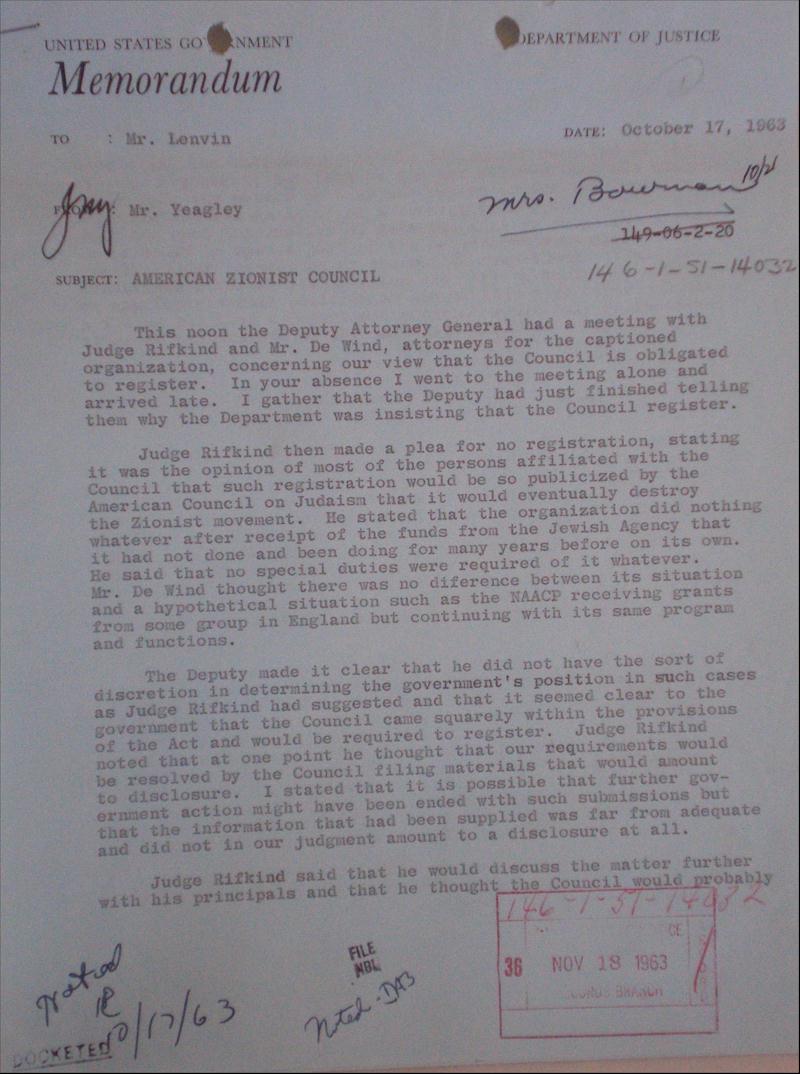 UNITED STATES GO RNMENT
DEPARTMENT OF JUSTICE
Memorandum
TO : Mr. Lenvin
DATE: October 17, 1963
: Mr. Yeagley
Mrs. Bowman 10/21
149-06-2-20
146-1-51-14032
SUBJECT: AMERICAN ZIONIST COUNCIL
This noon the Deputy Attorney General had a meeting with
Judge Rifkind and Mr. De Wind, attorneys for the captioned
organization, concerning our view that the Council is obligated
to register. In your absence I went to the meeting alone and
arrived late. I gather that the Deputy had just finished telling
them why the Department was insisting that the Council register.
Judge Rifkind then made a plea for no registration, stating
it was the opinion of most of the persons affiliated with the
Council that such registration would be so publicized by the
American Council on Judaism that it would eventually destroy
the Zionist movement. He stated that the organization did nothing
whatever after receipt of the funds from the Jewish Agency that
it had not done and been doing for many years before on its own.
He said that no special duties were required of it whatever.
Mr. De Wind thought there was no diference between its situation
and a hypothetical situation such as the NAACP receiving grants
from some group in England but continuing with its same program
and functions.
The Deputy made it clear that he did not have the sort of
discretion in determining the government's position in such cases
as Judge Rifkind had suggested and that it seemed clear to the
government that the Council came squarely within the provisions
of the Act and would be required to register. Judge Rifkind
noted that at one point he thought that our requirements would
be resolved by the Council filing materials that would amount
to disclosure. I stated that it is possible that further gov-
ernment action might have been ended with such submissions but
that the information that had been supplied was far from adequate
and did not in our judgment amount to a disclosure at all.
Judge Rifkind said that he would discuss the matter further
with his principals and that he thought the Council would probably
146-1-51-14032
36 NOV 18 1963
BRANCH
FILE
NBL
Noted
10/17/63
Noted
DOCKETED